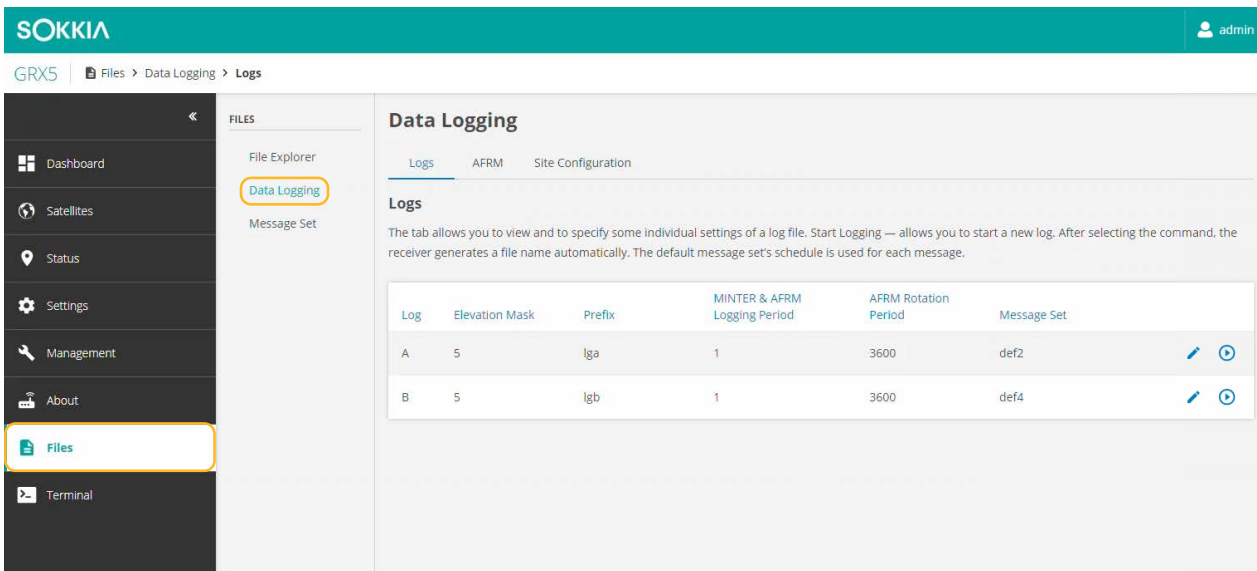 SOKKIA
admin
GRX5
Files > Data Logging > Logs
«
Dashboard
Satellites
Status
Settings
Management
About
Files
Terminal
FILES
File Explorer
Data Logging
Message Set
Data Logging
Logs AFRM Site Configuration
Logs
The tab allows you to view and to specify some individual settings of a log file. Start Logging — allows you to start a new log. After selecting the command, the
receiver generates a file name automatically. The default message set's schedule is used for each message.
Log Elevation Mask Prefix MINTER & AFRM Logging Period AFRM Rotation Period Message Set
A 5 lga 1 3600 def2
B 5 lgb 1 3600 def4